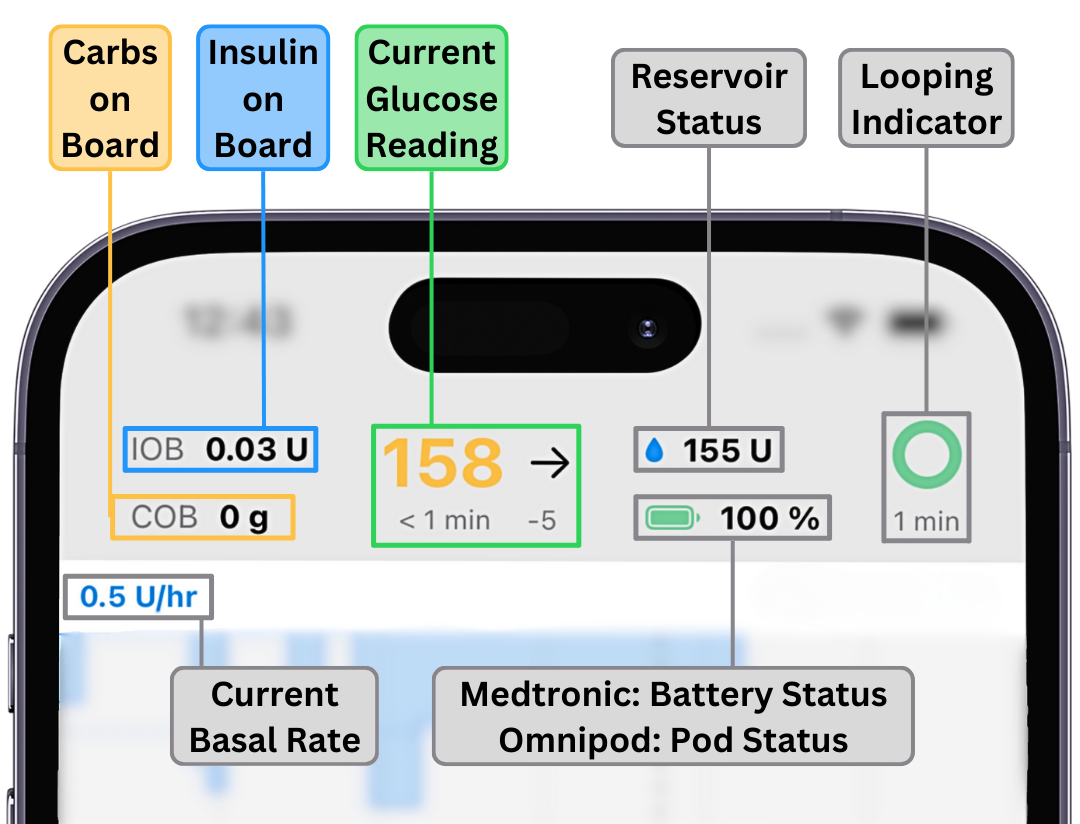 Carbs
on
Board
Insulin
on
Board
Current
Glucose
Reading
Reservoir
Status
Looping
Indicator
12:43
IOB 0.03 U
COB 0 g
158 →
< 1 min -5
155 U
100 %
1 min
0.5 U/hr
Current
Basal Rate
Medtronic: Battery Status
Omnipod: Pod Status